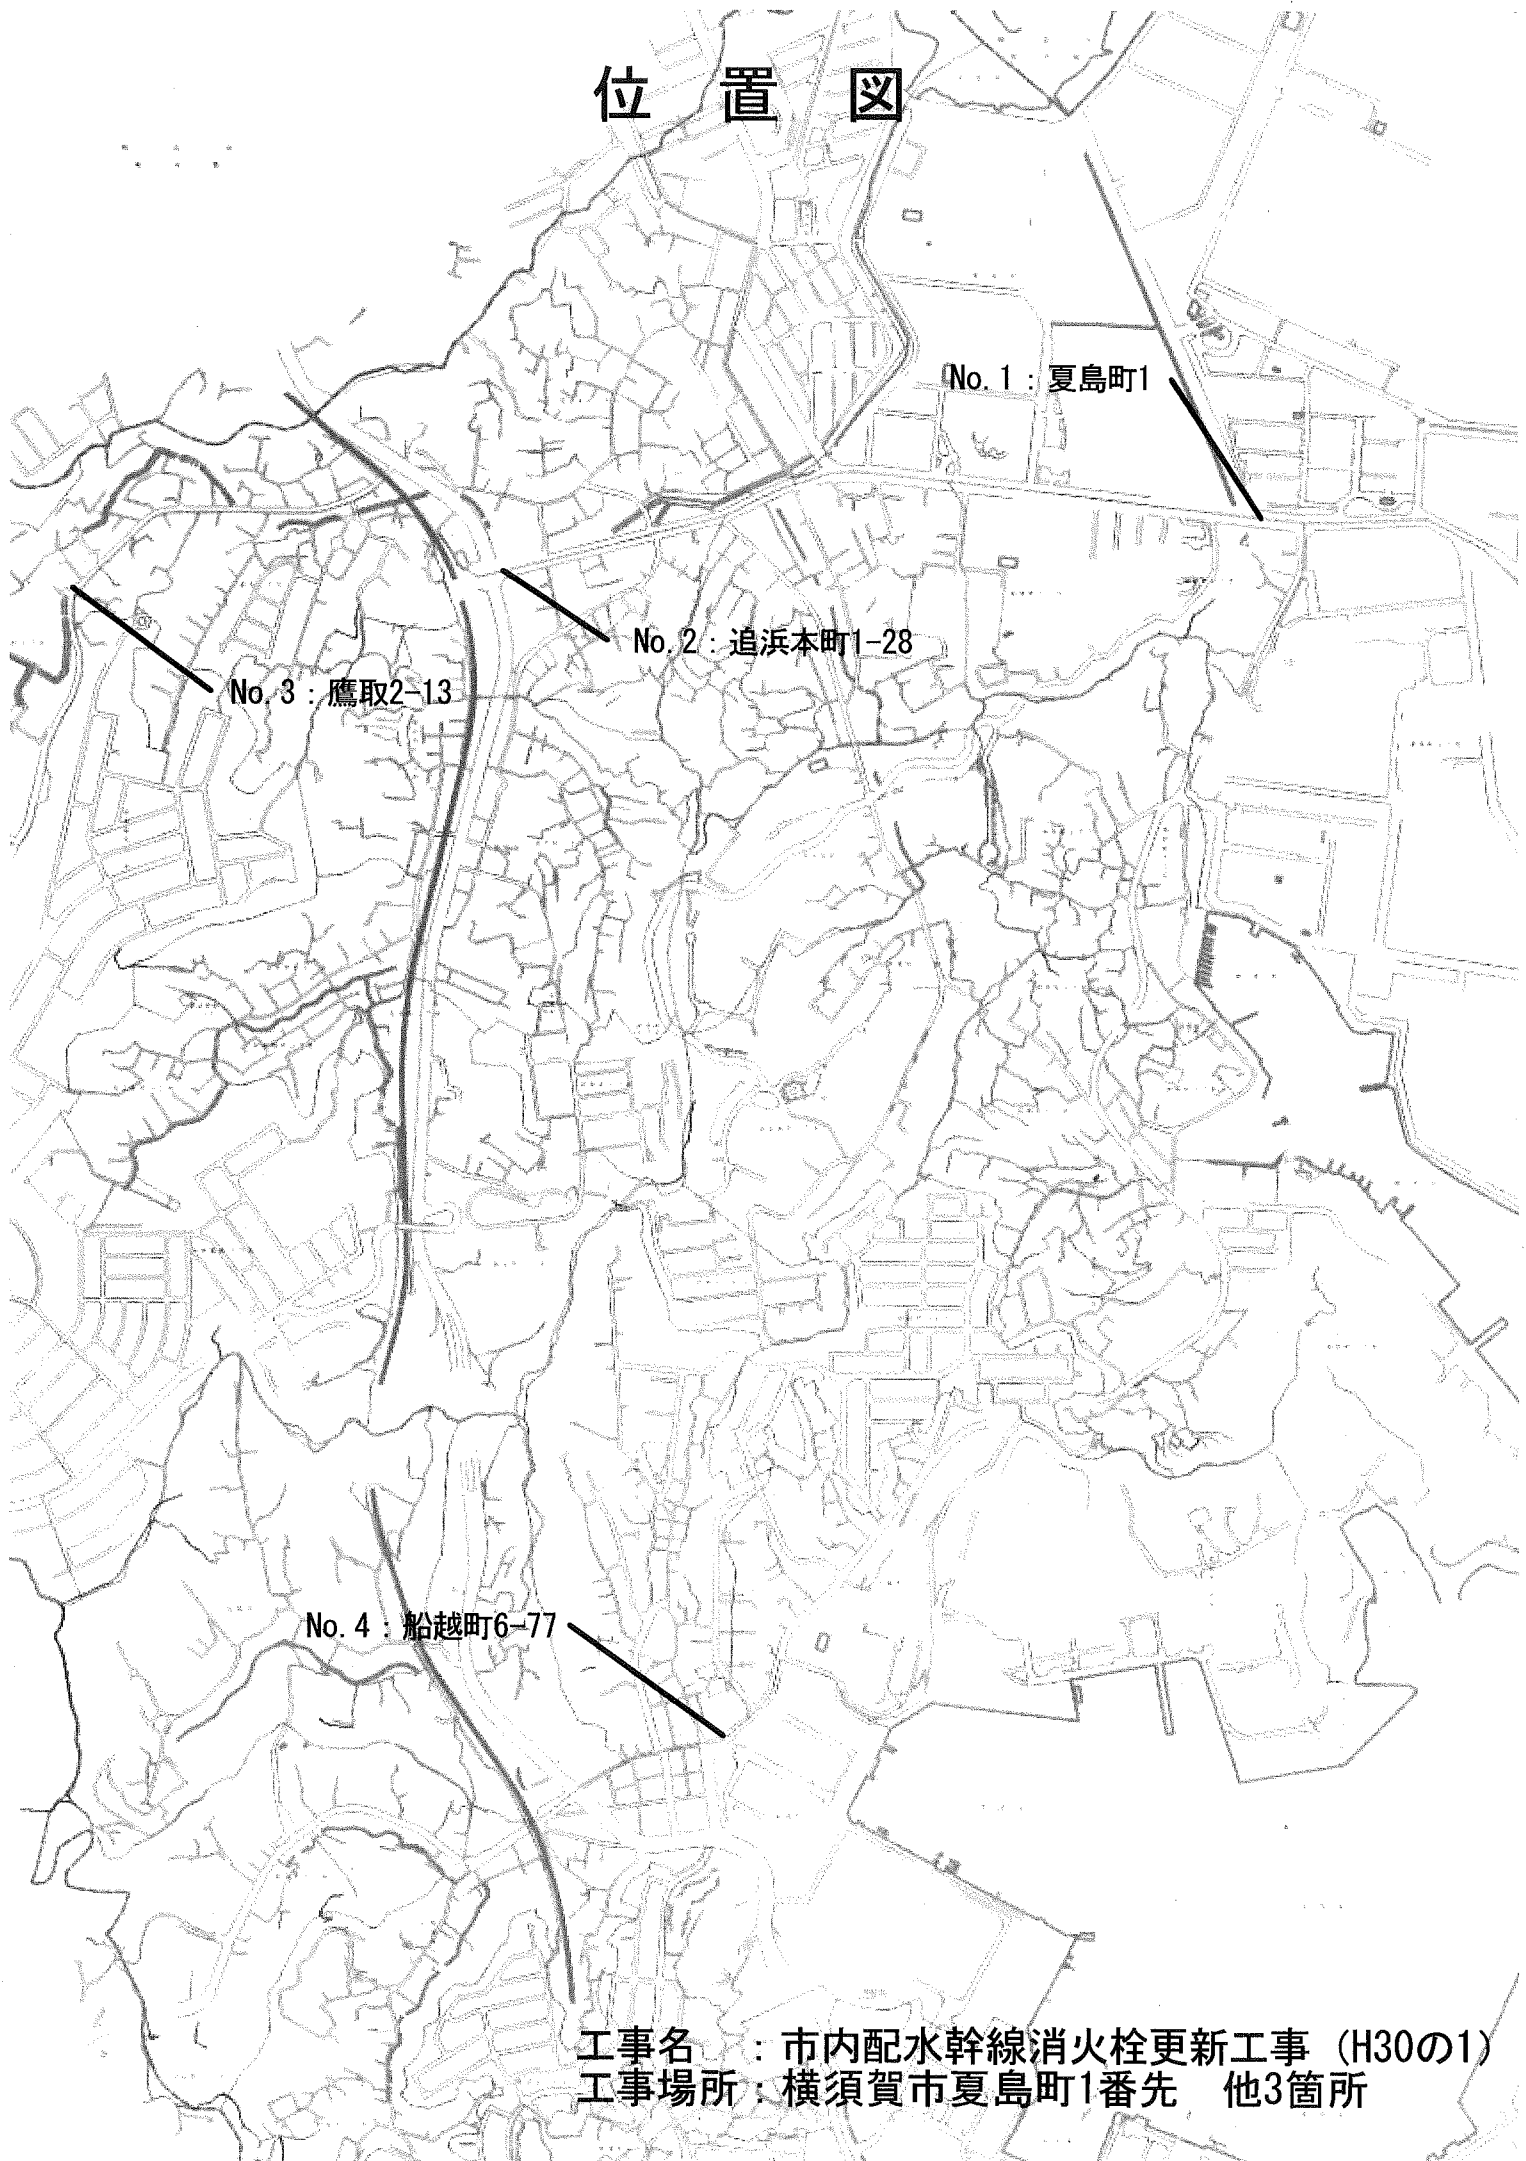 位 置 図
No.1：夏島町1
No.2：追浜本町1-28
No.3：鷹取2-13
No.4：船越町6-77
工事名　：市内配水幹線消火栓更新工事（H30の1）
工事場所：横須賀市夏島町1番先　他3箇所